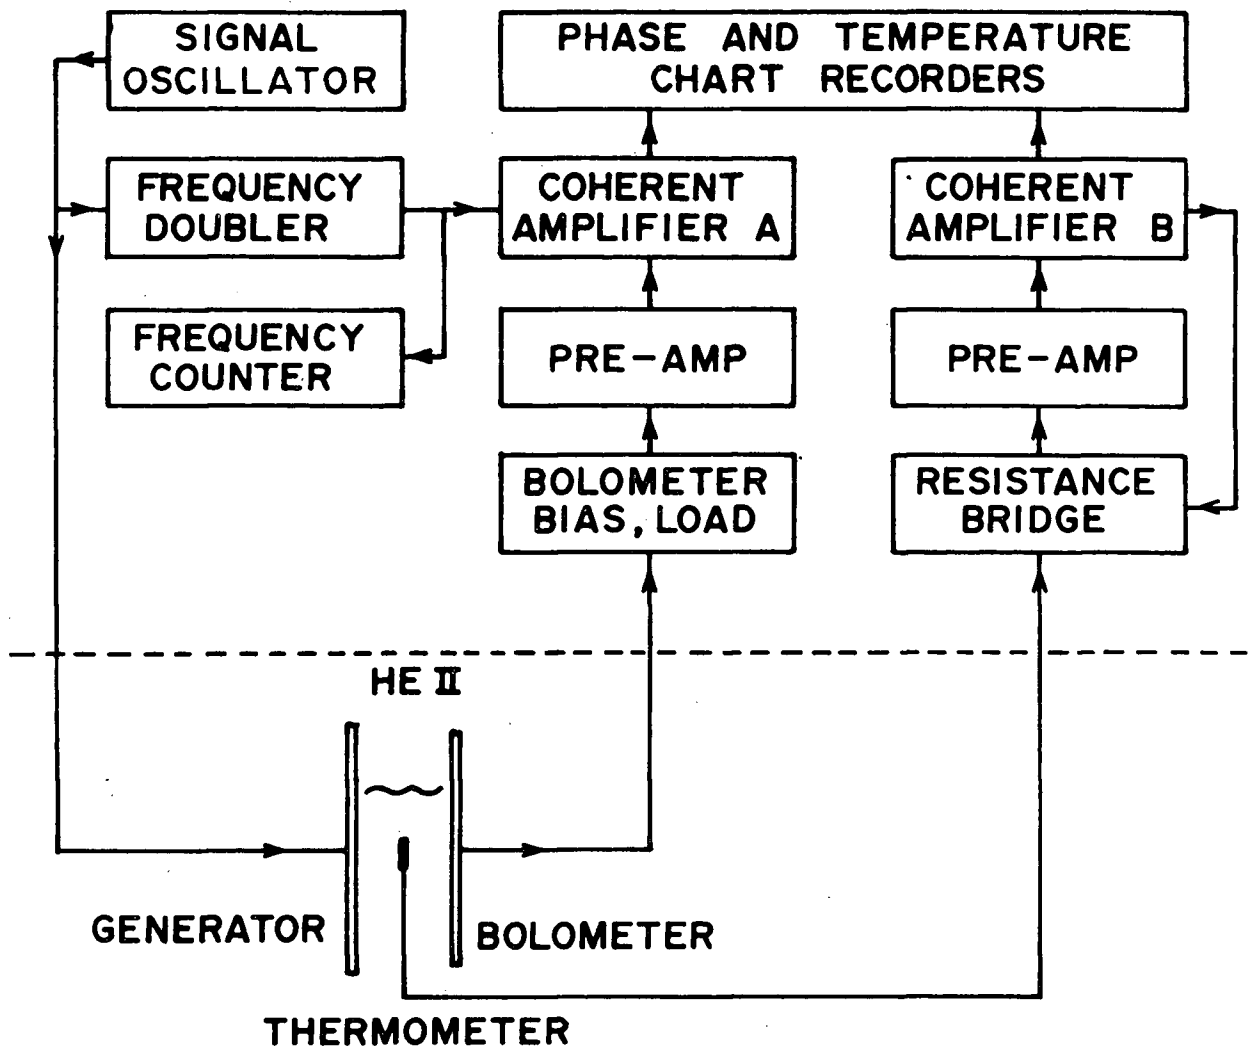 SIGNAL
OSCILLATOR
PHASE AND TEMPERATURE
CHART RECORDERS
FREQUENCY
DOUBLER
COHERENT
AMPLIFIER A
COHERENT
AMPLIFIER B
FREQUENCY
COUNTER
PRE-AMP
PRE-AMP
BOLOMETER
BIAS, LOAD
RESISTANCE
BRIDGE
HE II
GENERATOR
BOLOMETER
THERMOMETER